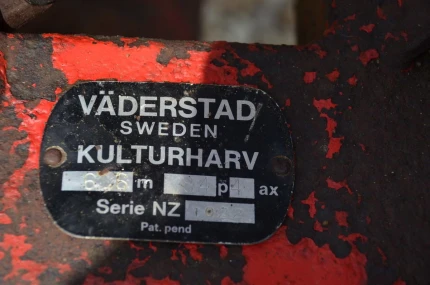 VÄDERSTAD
SWEDEN
KULTURHARV
m p ax
Serie NZ
Pat. pend